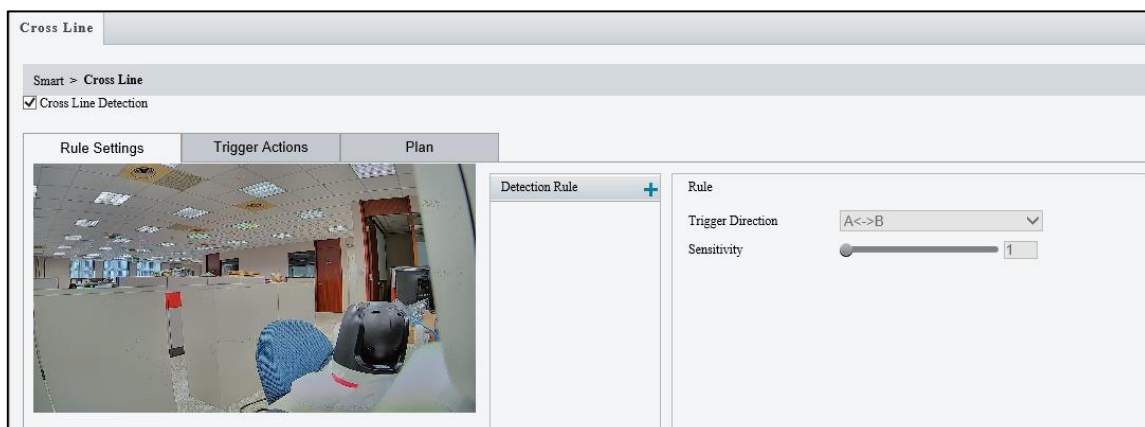 Cross Line
Smart > Cross Line
Cross Line Detection
Rule Settings
Trigger Actions
Plan
Detection Rule +
Rule
Trigger Direction A<->B
Sensitivity 1